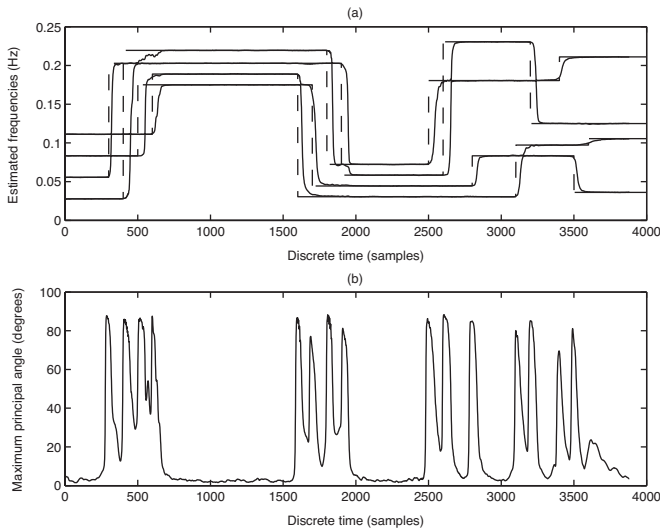 (a)
Estimated frequencies (Hz)
0.25
0.2
0.15
0.1
0.05
0
0 500 1000 1500 2000 2500 3000 3500 4000
Discrete time (samples)
(b)
Maximum principal angle (degrees)
100
80
60
40
20
0
0 500 1000 1500 2000 2500 3000 3500 4000
Discrete time (samples)